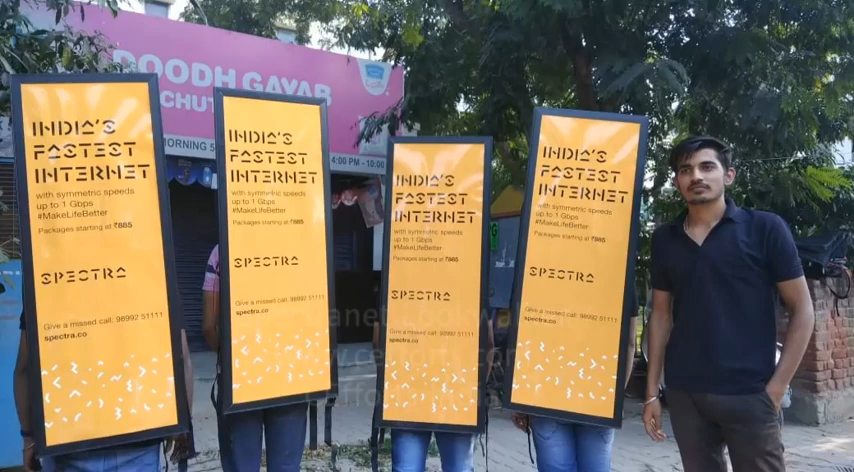 DOODH GAYAB
CHUT
MORNING 5
4:00 PM - 10:00
INDIA'S
FASTEST
INTERNET
with symmetric speeds
up to 1 Gbps
#MakeLifeBetter
Packages starting at ₹885
SPECTRA
Give a missed call: 98992 51111
spectra.co
INDIA'S
FASTEST
INTERNET
with symmetric speeds
up to 1 Gbps
#MakeLifeBetter
Packages starting at ₹885
SPECTRA
Give a missed call: 98992 51111
spectra.co
INDIA'S
FASTEST
INTERNET
with symmetric speeds
up to 1 Gbps
#MakeLifeBetter
Packages starting at ₹885
SPECTRA
Give a missed call: 98992 51111
spectra.co
INDIA'S
FASTEST
INTERNET
with symmetric speeds
up to 1 Gbps
#MakeLifeBetter
Packages starting at ₹885
SPECTRA
Give a missed call: 98992 51111
spectra.co